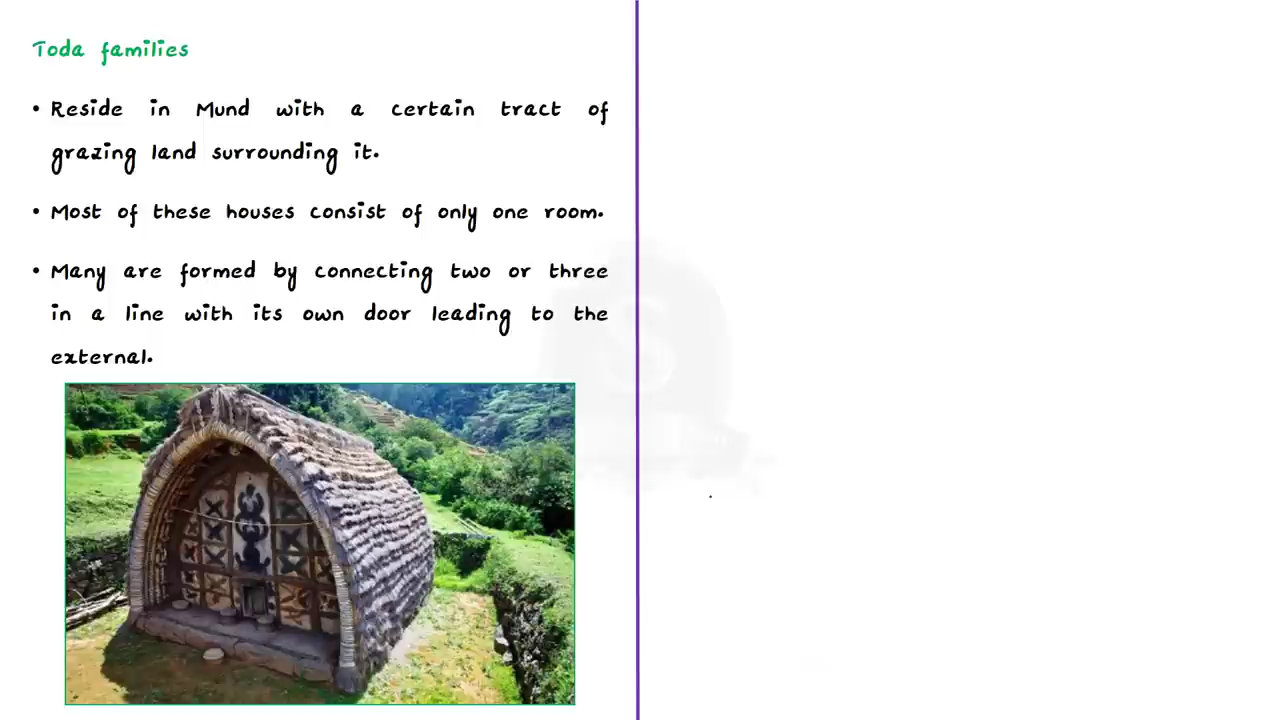 Toda families
• Reside in Mund with a certain tract of
grazing land surrounding it.
• Most of these houses consist of only one room.
• Many are formed by connecting two or three
in a line with its own door leading to the
external.